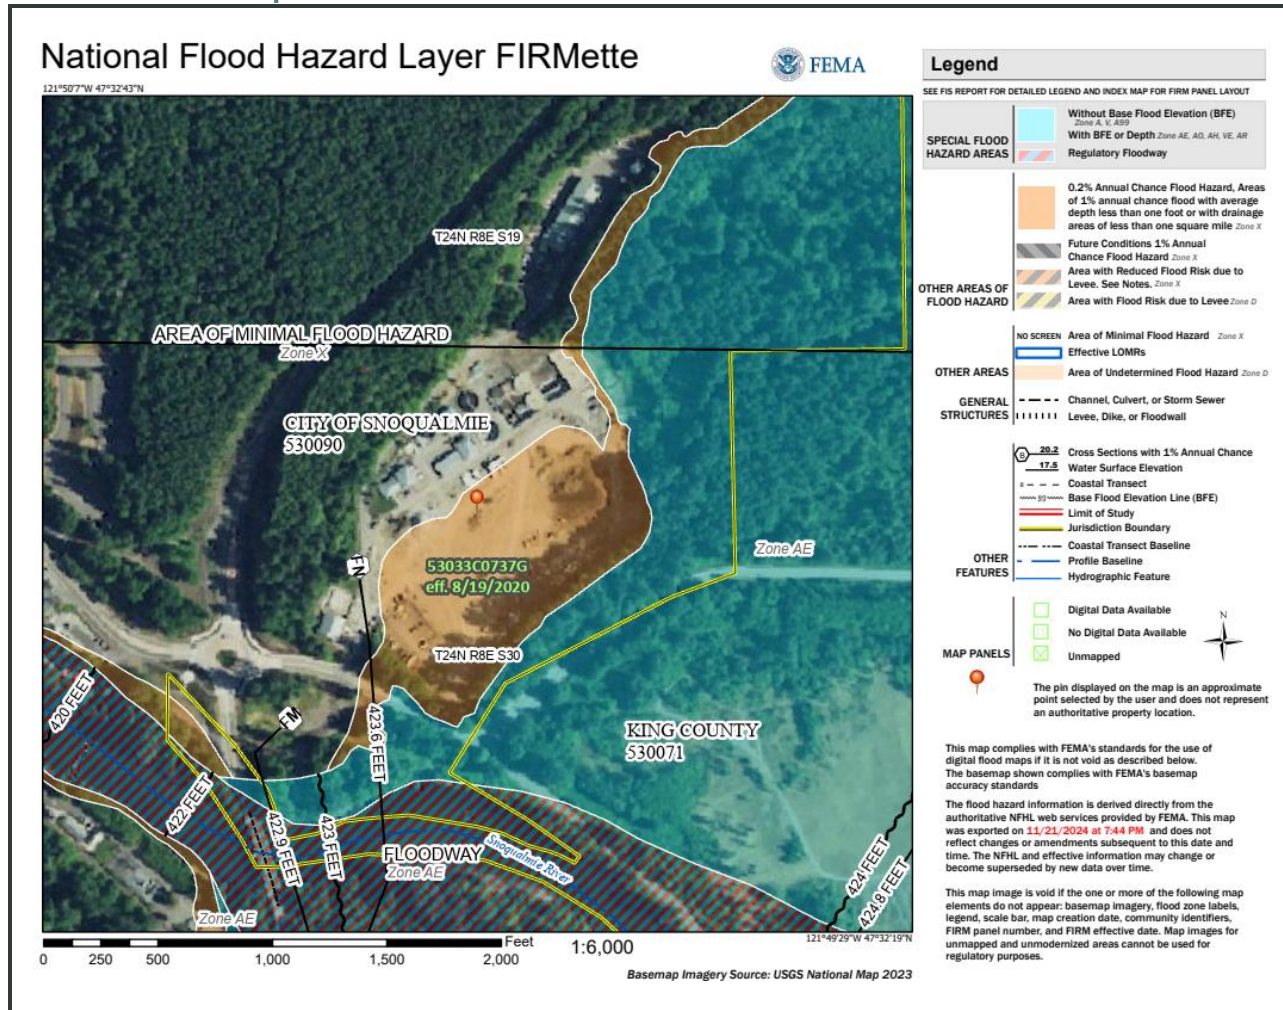 National Flood Hazard Layer FIRMette
FEMA
121°50'7"W 47°32'43"N
T24N R8E S19
AREA OF MINIMAL FLOOD HAZARD
Zone X
CITY OF SNOQUALMIE
530090
FN
53033C0737G
eff. 8/19/2020
Zone AE
T24N R8E S30
420 FEET
FM
423.6 FEET
KING COUNTY
530071
422 FEET
422.9 FEET
423 FEET
FLOODWAY
Zone AE
Snoqualmie River
424 FEET
424.8 FEET
Zone AE
121°49'29"W 47°32'19"N
Feet
1:6,000
0 250 500 1,000 1,500 2,000
Basemap Imagery Source: USGS National Map 2023
Legend
SEE FIS REPORT FOR DETAILED LEGEND AND INDEX MAP FOR FIRM PANEL LAYOUT
SPECIAL FLOOD
HAZARD AREAS
Without Base Flood Elevation (BFE)
Zone A, V, A99
With BFE or Depth Zone AE, AO, AH, VE, AR
Regulatory Floodway
0.2% Annual Chance Flood Hazard, Areas
of 1% annual chance flood with average
depth less than one foot or with drainage
areas of less than one square mile Zone X
Future Conditions 1% Annual
Chance Flood Hazard Zone X
Area with Reduced Flood Risk due to
Levee. See Notes. Zone X
OTHER AREAS OF
FLOOD HAZARD
Area with Flood Risk due to Levee Zone D
NO SCREEN Area of Minimal Flood Hazard Zone X
Effective LOMRs
OTHER AREAS
Area of Undetermined Flood Hazard Zone D
GENERAL
STRUCTURES
Channel, Culvert, or Storm Sewer
Levee, Dike, or Floodwall
B 20.2 Cross Sections with 1% Annual Chance
17.5 Water Surface Elevation
8 Coastal Transect
513 Base Flood Elevation Line (BFE)
Limit of Study
Jurisdiction Boundary
Coastal Transect Baseline
OTHER
FEATURES
Profile Baseline
Hydrographic Feature
Digital Data Available
No Digital Data Available
MAP PANELS
Unmapped
N
The pin displayed on the map is an approximate
point selected by the user and does not represent
an authoritative property location.
This map complies with FEMA's standards for the use of
digital flood maps if it is not void as described below.
The basemap shown complies with FEMA's basemap
accuracy standards
The flood hazard information is derived directly from the
authoritative NFHL web services provided by FEMA. This map
was exported on 11/21/2024 at 7:44 PM and does not
reflect changes or amendments subsequent to this date and
time. The NFHL and effective information may change or
become superseded by new data over time.
This map image is void if the one or more of the following map
elements do not appear: basemap imagery, flood zone labels,
legend, scale bar, map creation date, community identifiers,
FIRM panel number, and FIRM effective date. Map images for
unmapped and unmodernized areas cannot be used for
regulatory purposes.